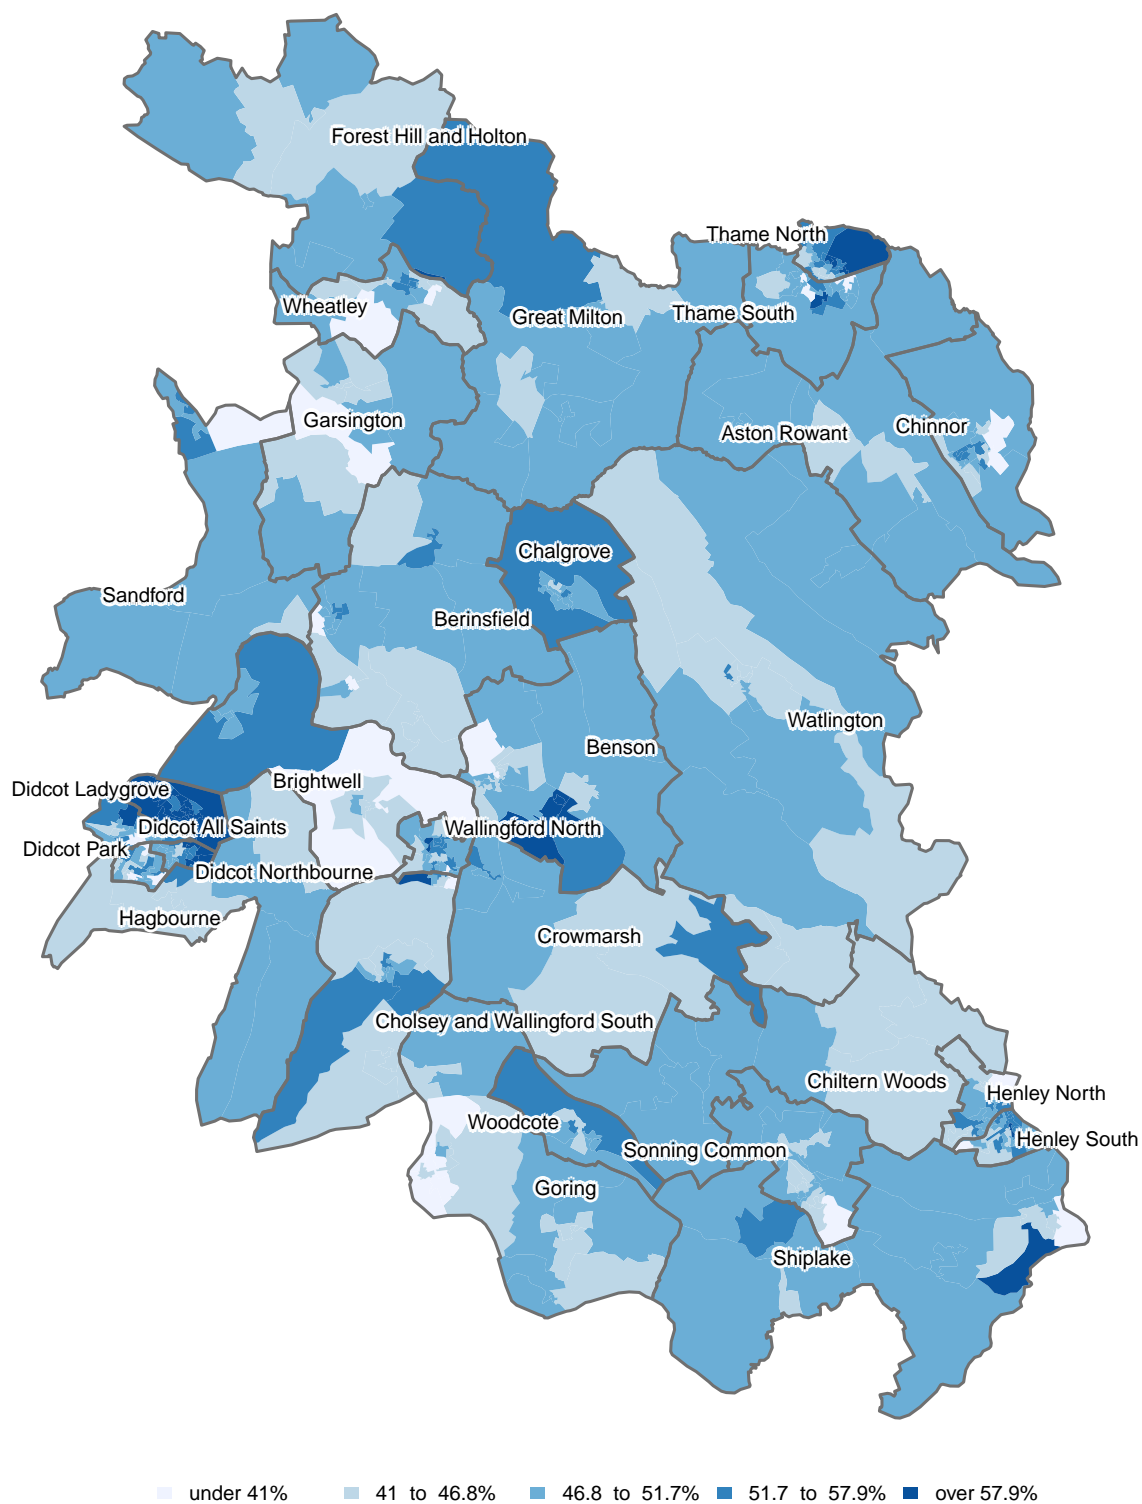 Forest Hill and Holton
Thame North
Wheatley
Great Milton
Thame South
Garsington
Aston Rowant
Chinnor
Chalgrove
Sandford
Berinsfield
Watlington
Benson
Brightwell
Didcot Ladygrove
Didcot All Saints
Wallingford North
Didcot Park
Didcot Northbourne
Hagbourne
Crowmarsh
Cholsey and Wallingford South
Chiltern Woods
Henley North
Woodcote
Henley South
Sonning Common
Goring
Shiplake
under 41% 41 to 46.8% 46.8 to 51.7% 51.7 to 57.9% over 57.9%